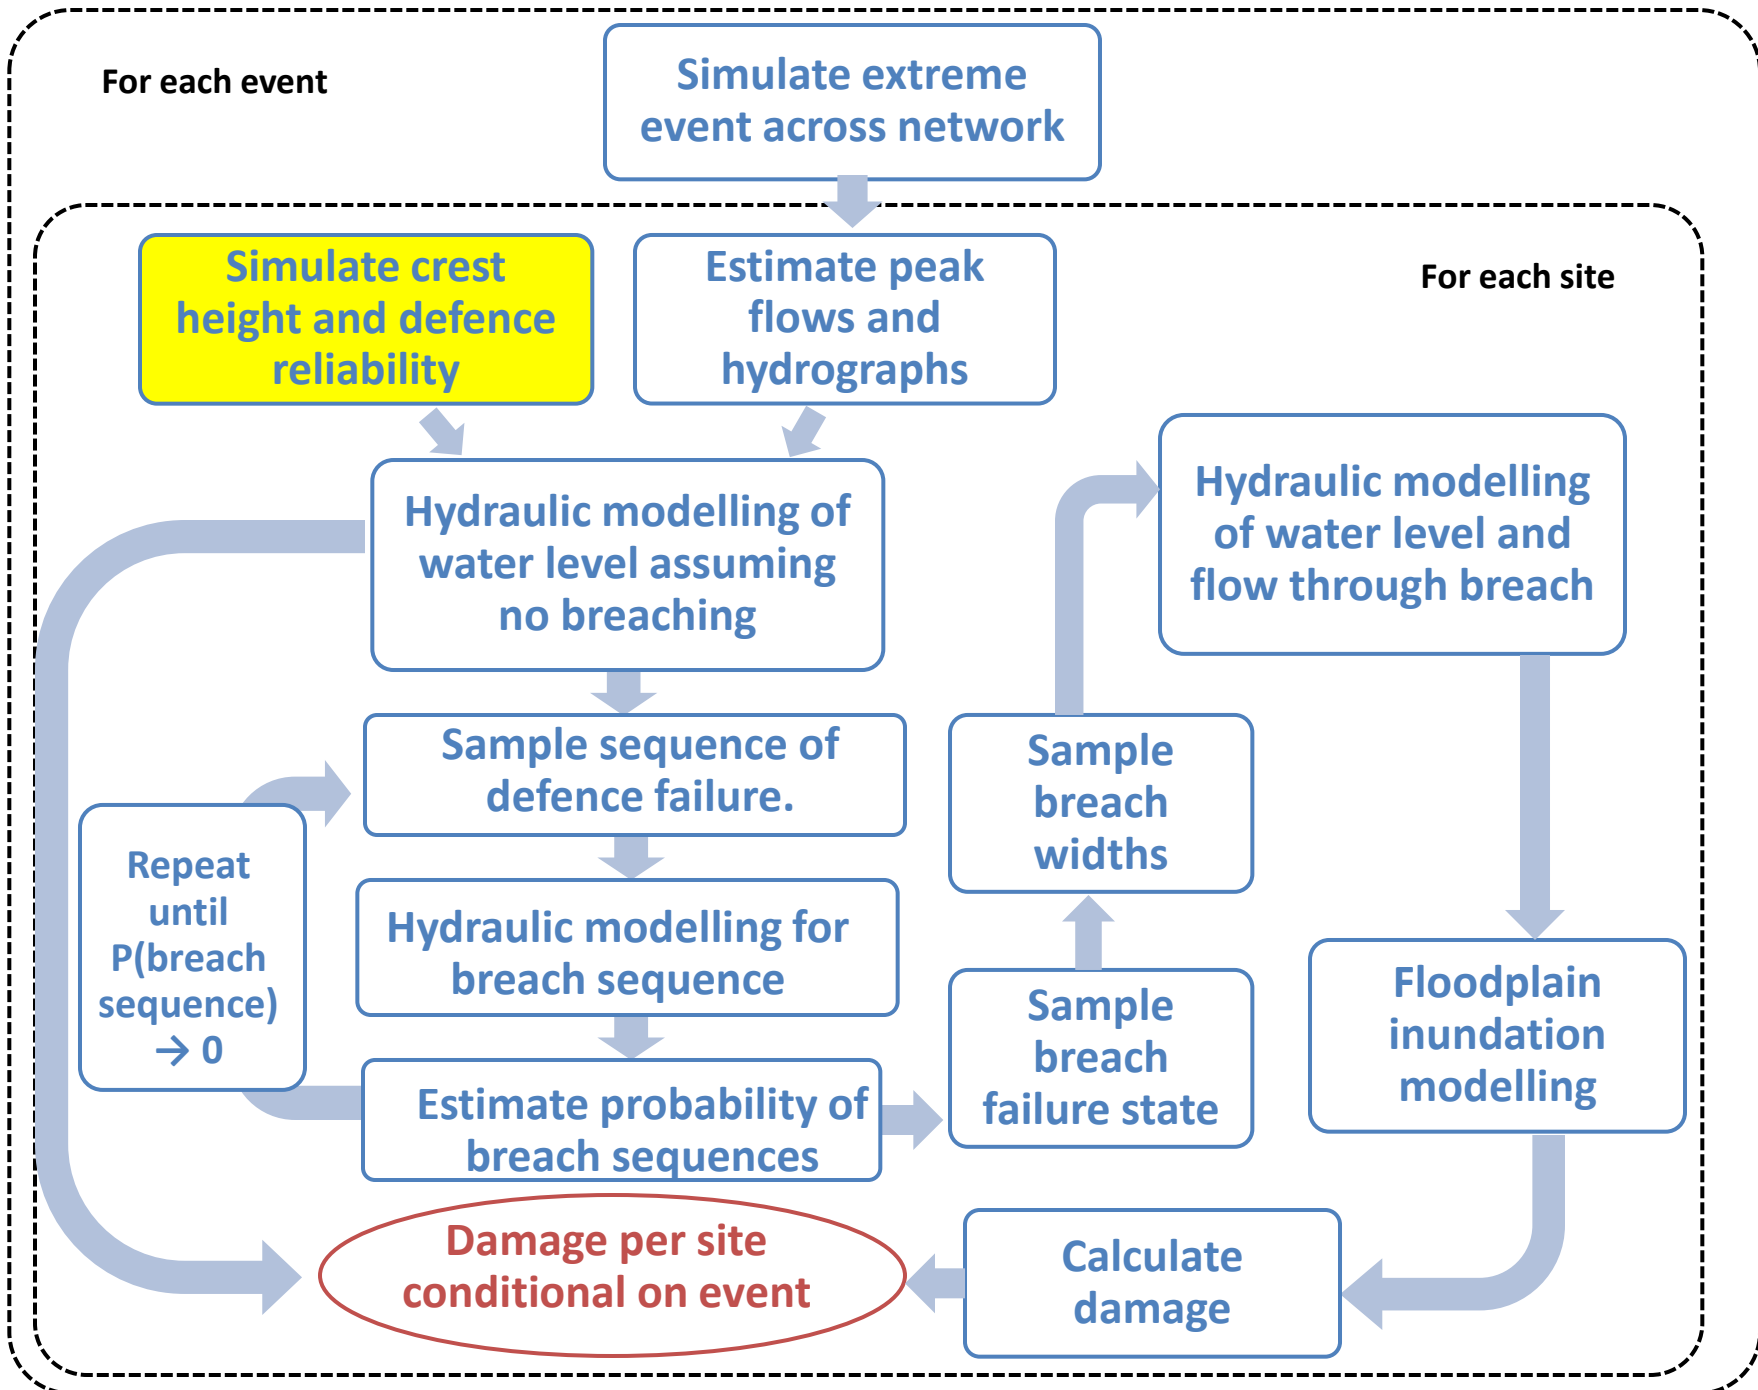 For each event
Simulate extreme
event across network
For each site
Simulate crest
height and defence
reliability
Estimate peak
flows and
hydrographs
Hydraulic modelling of
water level assuming
no breaching
Hydraulic modelling
of water level and
flow through breach
Sample sequence of
defence failure.
Sample
breach
widths
Repeat
until
P(breach
sequence)
→ 0
Hydraulic modelling for
breach sequence
Sample
breach
failure state
Floodplain
inundation
modelling
Estimate probability of
breach sequences
Damage per site
conditional on event
Calculate
damage